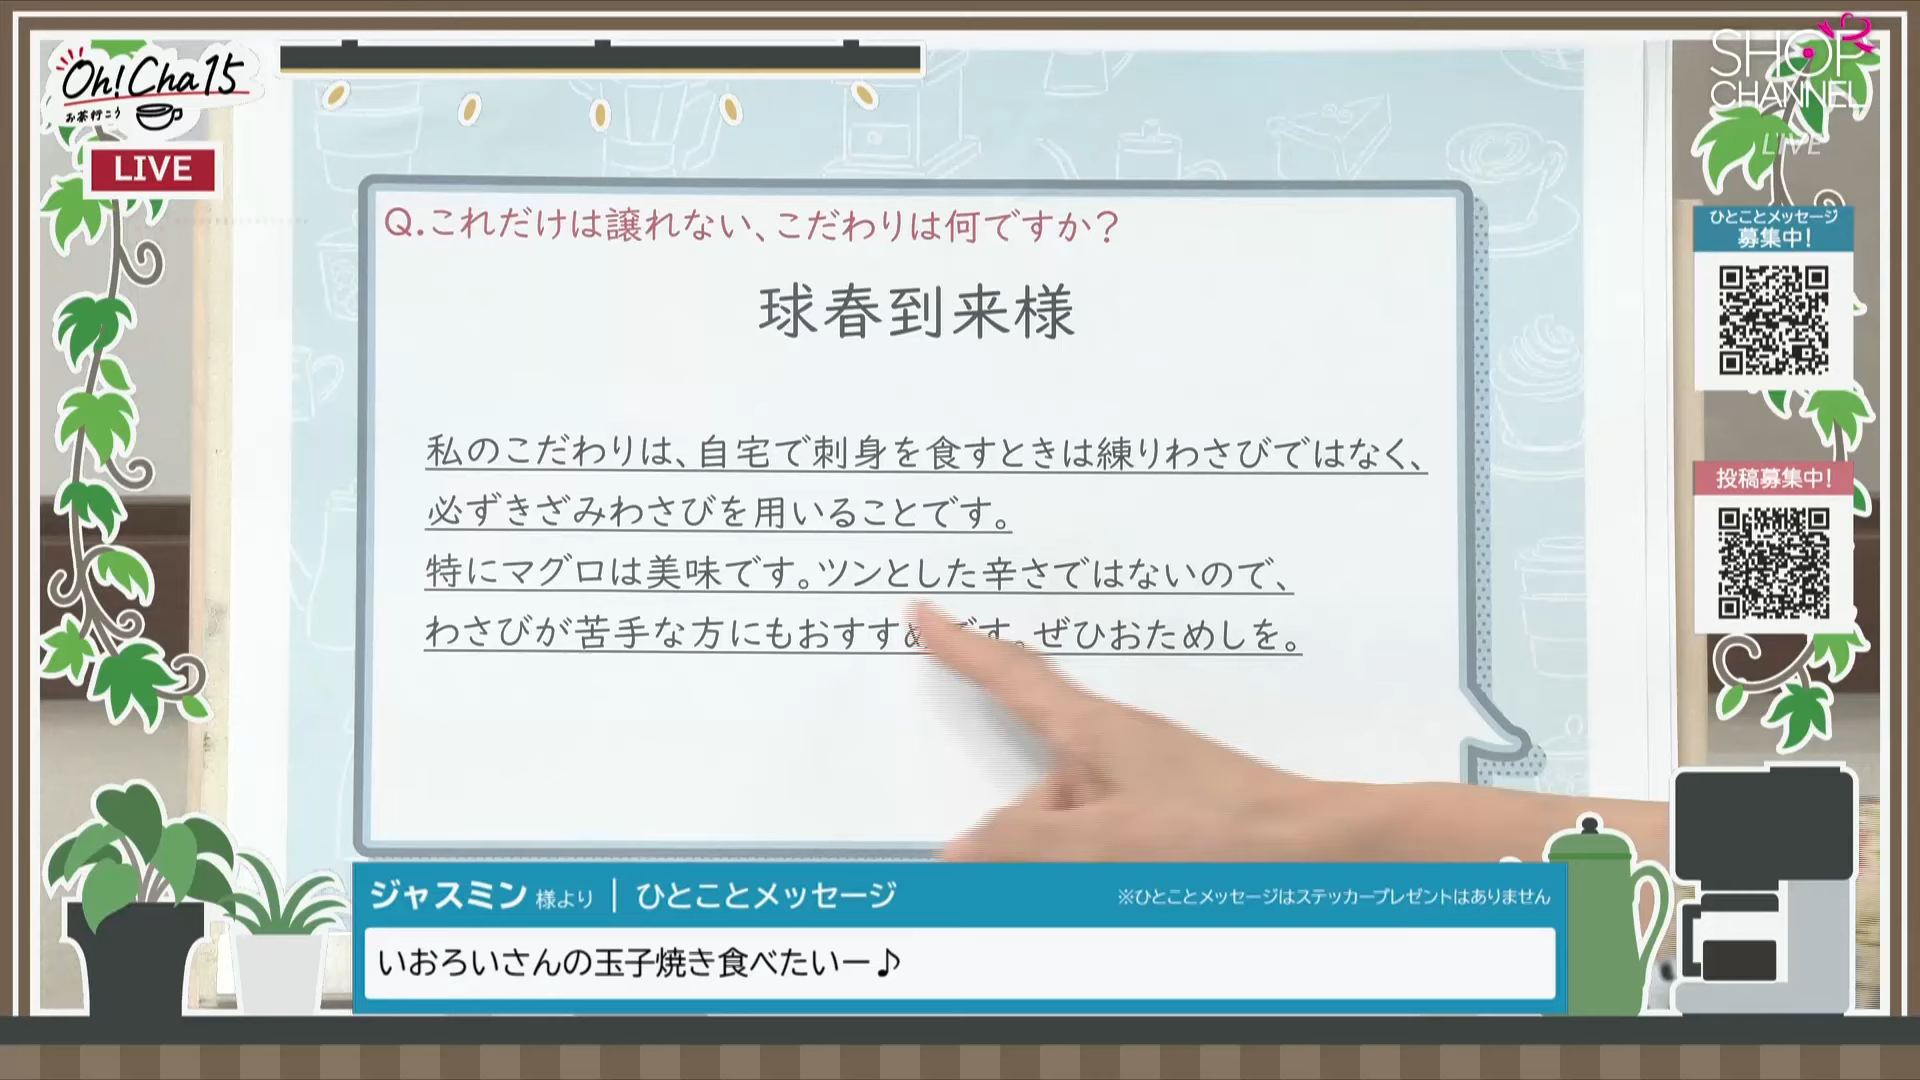 Oh!Cha15
お茶行こう
LIVE
SHOP
CHANNEL
LIVE
Q.これだけは譲れない、こだわりは何ですか?
球春到来様
私のこだわりは、自宅で刺身を食すときは練りわさびではなく、
必ずきざみわさびを用いることです。
特にマグロは美味です。ツンとした辛さではないので、
わさびが苦手な方にもおすすめです。ぜひおためしを。
ひとことメッセージ
募集中!
投稿募集中!
ジャスミン 様より | ひとことメッセージ
※ひとことメッセージはステッカープレゼントはありません
いおろいさんの玉子焼き食べたいー♪